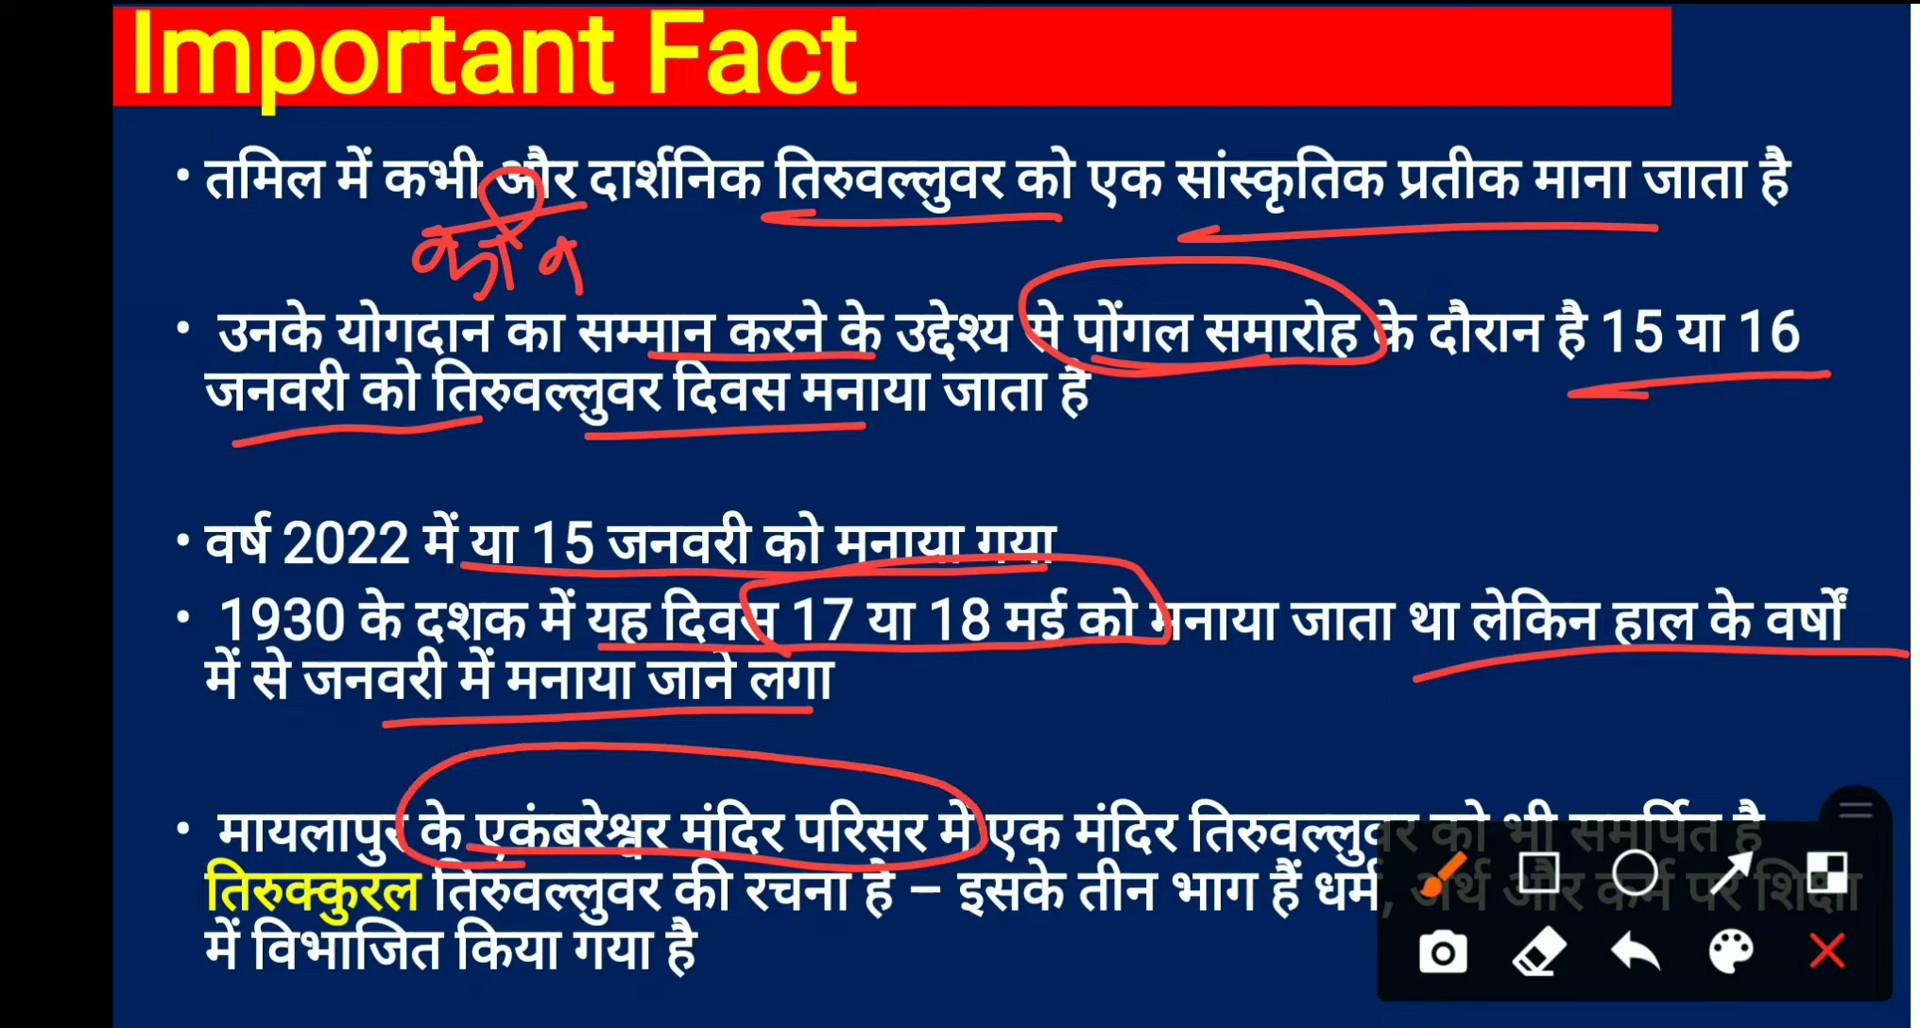 Important Fact
• तमिल में कभी और दार्शनिक तिरुवल्लुवर को एक सांस्कृतिक प्रतीक माना जाता है
• उनके योगदान का सम्मान करने के उद्देश्य से पोंगल समारोह के दौरान है 15 या 16
जनवरी को तिरुवल्लुवर दिवस मनाया जाता है
• वर्ष 2022 में या 15 जनवरी को मनाया गया
• 1930 के दशक में यह दिवस 17 या 18 मई को मनाया जाता था लेकिन हाल के वर्षों
में से जनवरी में मनाया जाने लगा
• मायलापुर के एकंबरेश्वर मंदिर परिसर में एक मंदिर तिरुवल्लुवर को भी समर्पित है
तिरुक्कुरल तिरुवल्लुवर की रचना है – इसके तीन भाग हैं धर्म, अर्थ और कर्म पर शिक्षा
में विभाजित किया गया है